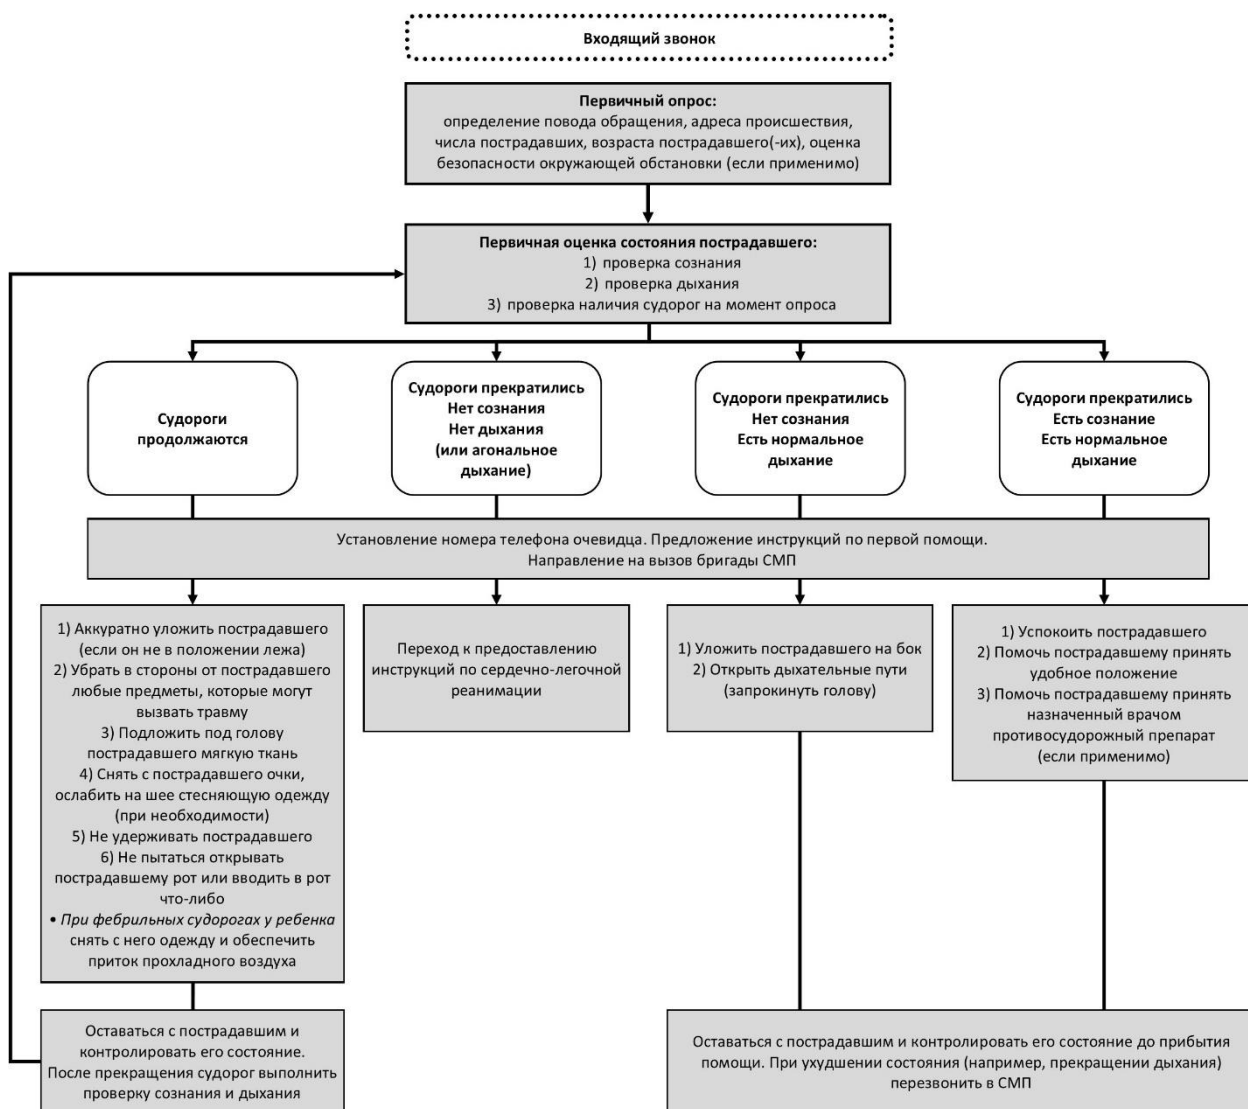 Входящий звонок
Первичный опрос:
определение повода обращения, адреса происшествия,
числа пострадавших, возраста пострадавшего(-их), оценка
безопасности окружающей обстановки (если применимо)
Первичная оценка состояния пострадавшего:
1) проверка сознания
2) проверка дыхания
3) проверка наличия судорог на момент опроса
Судороги
продолжаются
Судороги прекратились
Нет сознания
Нет дыхания
(или агональное
дыхание)
Судороги прекратились
Нет сознания
Есть нормальное
дыхание
Судороги прекратились
Есть сознание
Есть нормальное
дыхание
Установление номера телефона очевидца. Предложение инструкций по первой помощи.
Направление на вызов бригады СМП
1) Аккуратно уложить пострадавшего
(если он не в положении лежа)
2) Убрать в стороны от пострадавшего
любые предметы, которые могут
вызвать травму
3) Подложить под голову
пострадавшего мягкую ткань
4) Снять с пострадавшего очки,
ослабить на шее стесняющую одежду
(при необходимости)
5) Не удерживать пострадавшего
6) Не пытаться открывать
пострадавшему рот или вводить в рот
что-либо
• При фебрильных судорогах у ребенка
снять с него одежду и обеспечить
приток прохладного воздуха
Переход к предоставлению
инструкций по сердечно-легочной
реанимации
1) Уложить пострадавшего на бок
2) Открыть дыхательные пути
(запрокинуть голову)
1) Успокоить пострадавшего
2) Помочь пострадавшему принять
удобное положение
3) Помочь пострадавшему принять
назначенный врачом
противосудорожный препарат
(если применимо)
Оставаться с пострадавшим и
контролировать его состояние.
После прекращения судорог выполнить
проверку сознания и дыхания
Оставаться с пострадавшим и контролировать его состояние до прибытия
помощи. При ухудшении состояния (например, прекращении дыхания)
перезвонить в СМП